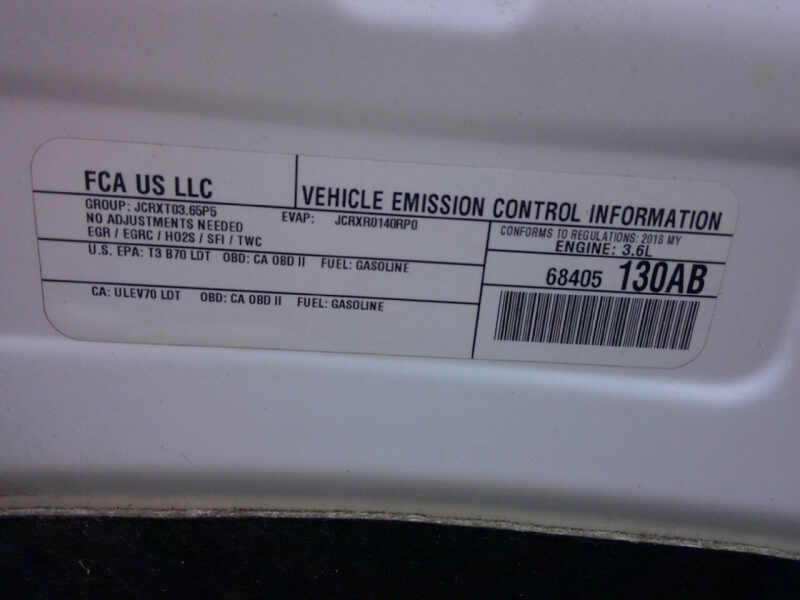 FCA US LLC
VEHICLE EMISSION CONTROL INFORMATION
GROUP: JCRXT03.65P5 EVAP: JCRXR0140RP0
NO ADJUSTMENTS NEEDED
EGR / EGRC / HO2S / SFI / TWC
CONFORMS TO REGULATIONS: 2018 MY
ENGINE: 3.6L
U.S. EPA: T3 B70 LDT OBD: CA OBD II FUEL: GASOLINE
68405 130AB
CA: ULEV70 LDT OBD: CA OBD II FUEL: GASOLINE